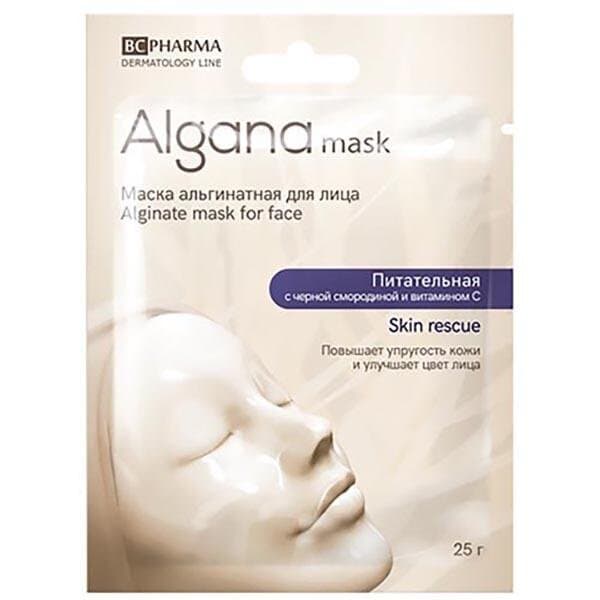 BC PHARMA
DERMATOLOGY LINE
Algana mask
Маска альгинатная для лица
Alginate mask for face
Питательная
с черной смородиной и витамином С
Skin rescue
Повышает упругость кожи
и улучшает цвет лица
25 г